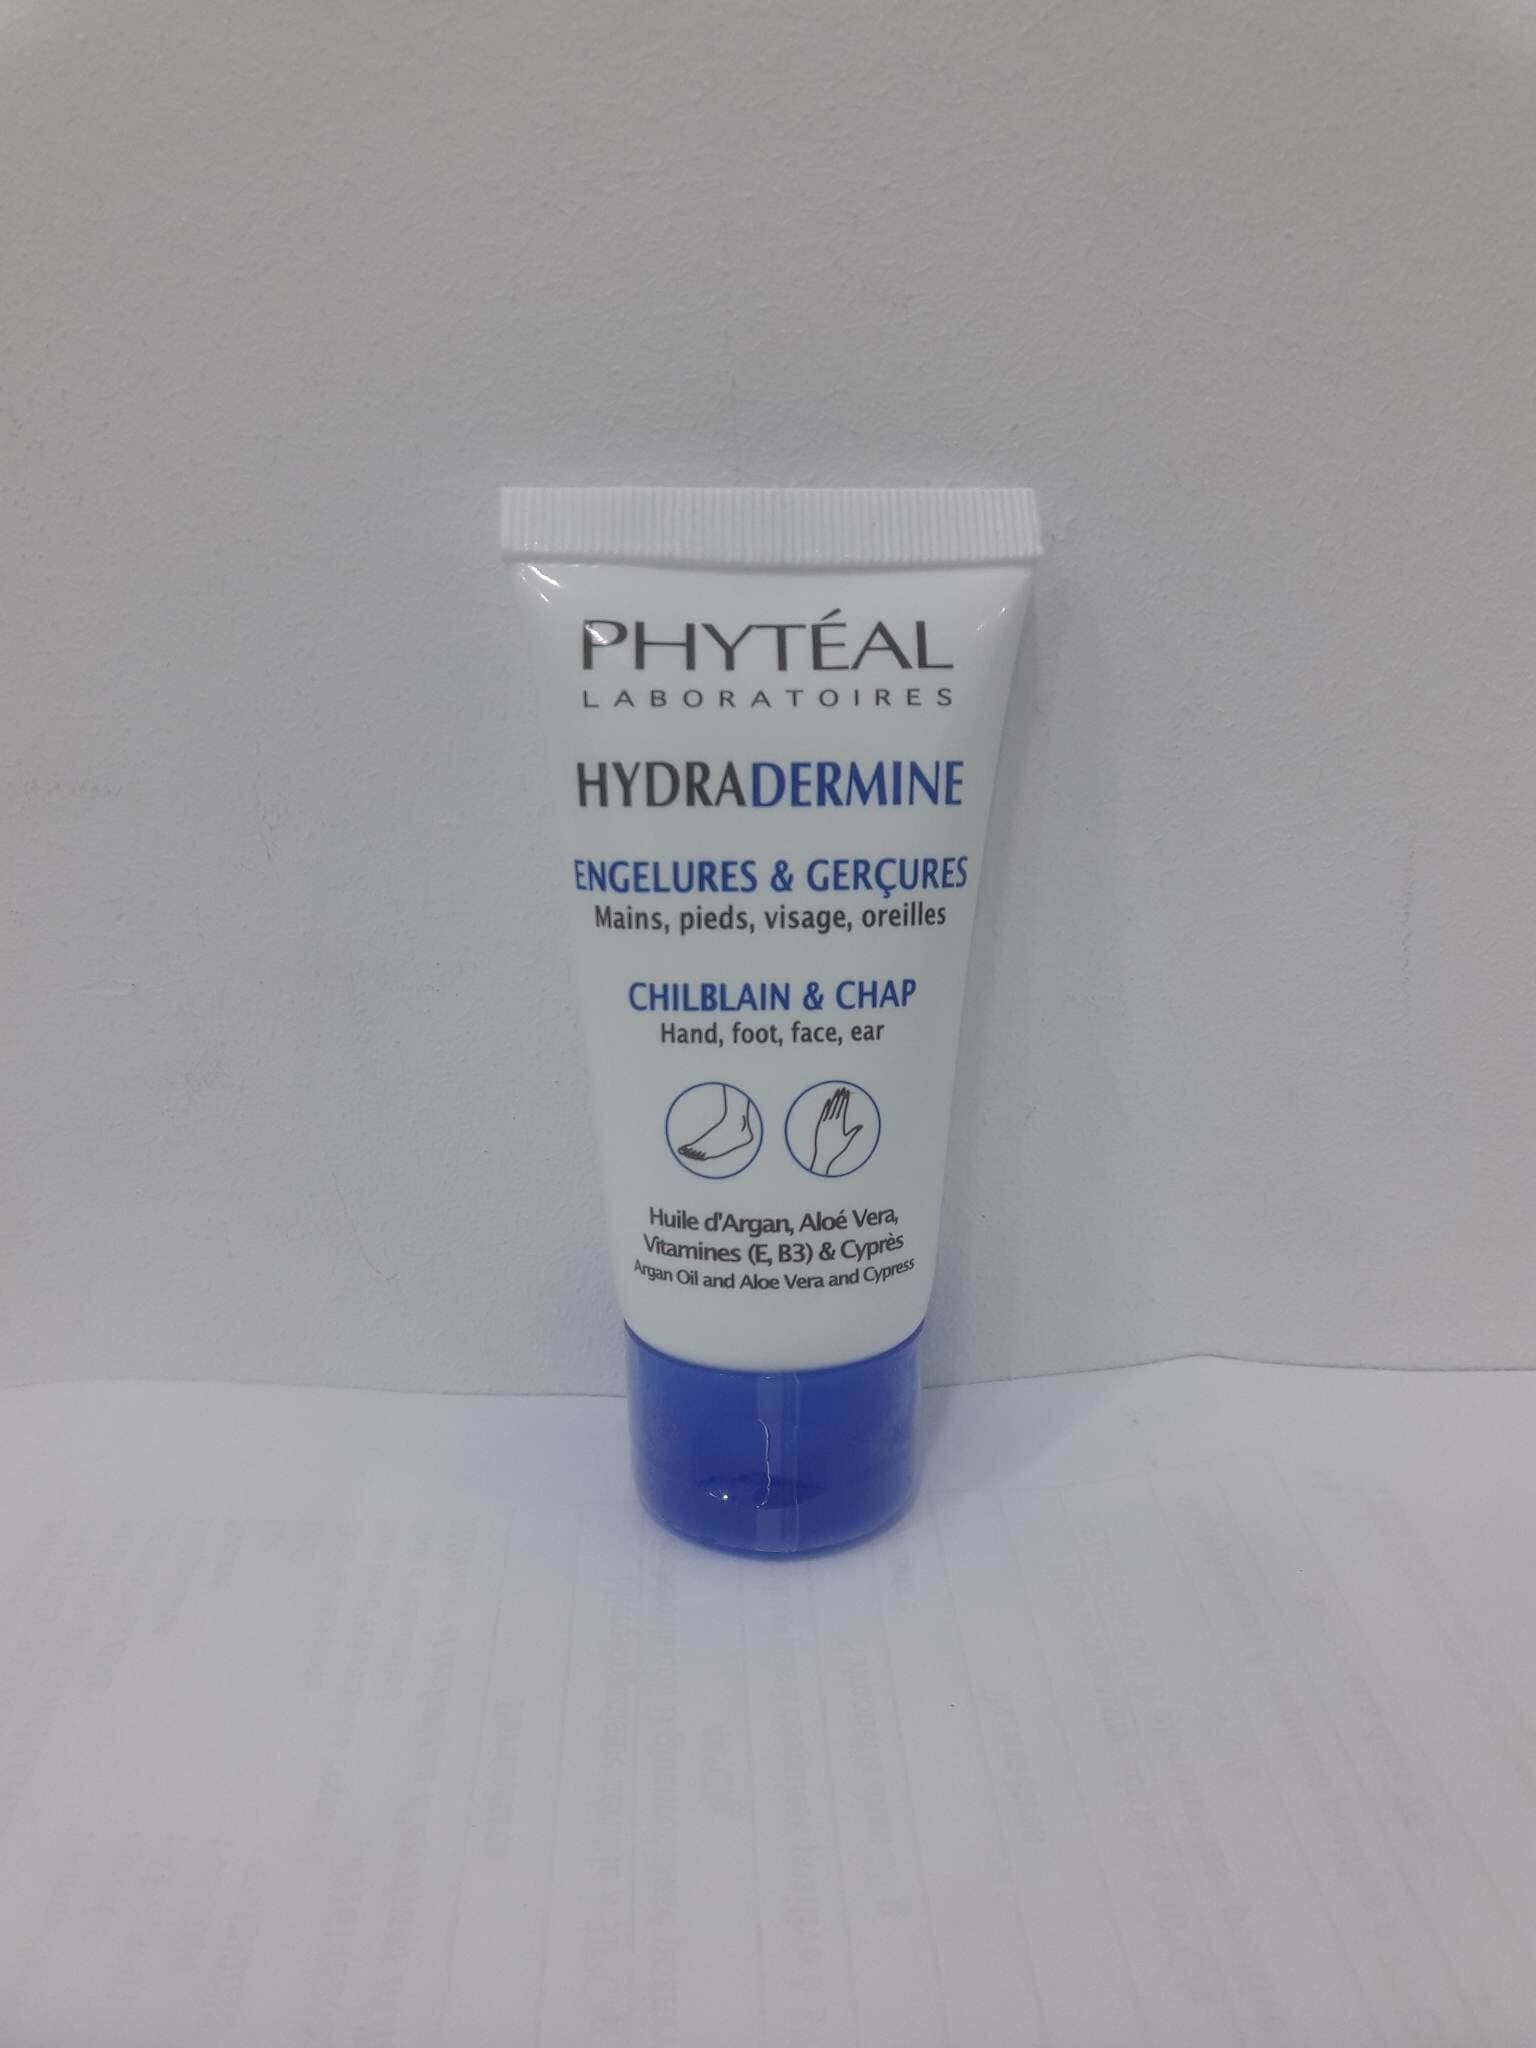 PHYTÉAL
LABORATOIRES
HYDRADERMINE
ENGELURES & GERÇURES
Mains, pieds, visage, oreilles
CHILBLAIN & CHAP
Hand, foot, face, ear
Huile d'Argan, Aloé Vera,
Vitamines (E, B3) & Cyprès
Argan Oil and Aloe Vera and Cypress